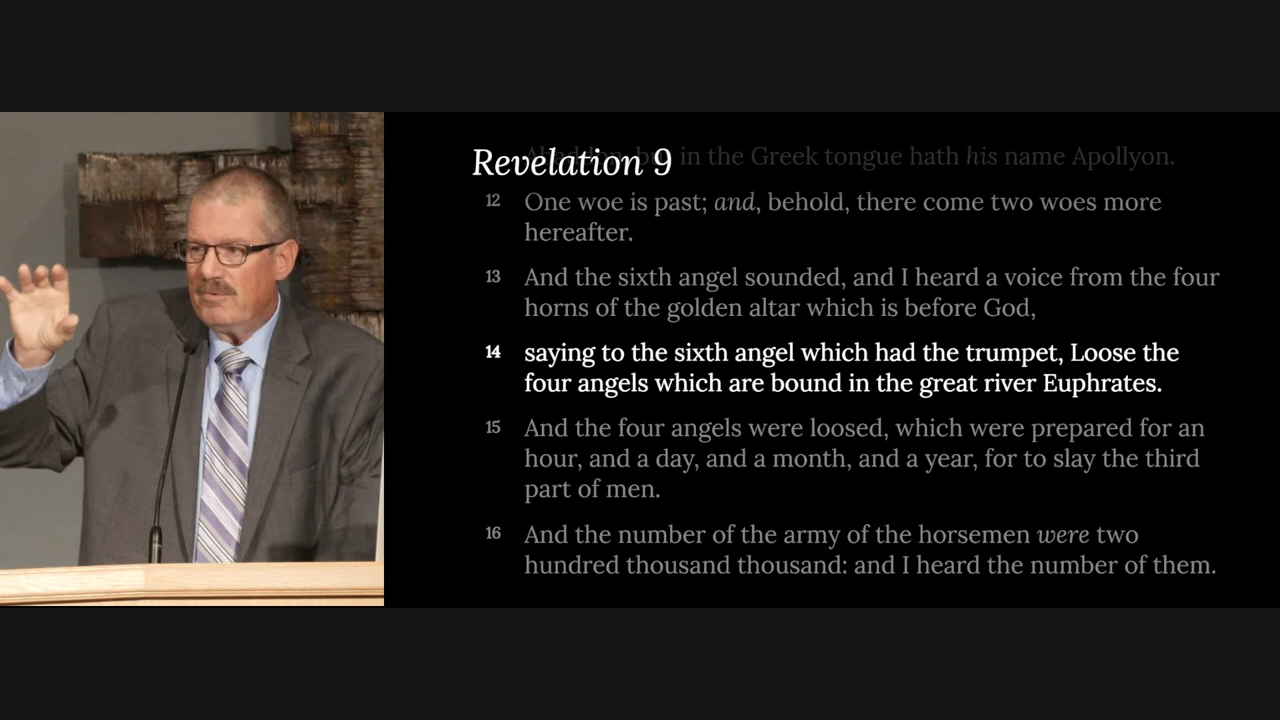 Revelation 9
in the Greek tongue hath his name Apollyon.
12 One woe is past; and, behold, there come two woes more
hereafter.
13 And the sixth angel sounded, and I heard a voice from the four
horns of the golden altar which is before God,
14 saying to the sixth angel which had the trumpet, Loose the
four angels which are bound in the great river Euphrates.
15 And the four angels were loosed, which were prepared for an
hour, and a day, and a month, and a year, for to slay the third
part of men.
16 And the number of the army of the horsemen were two
hundred thousand thousand: and I heard the number of them.